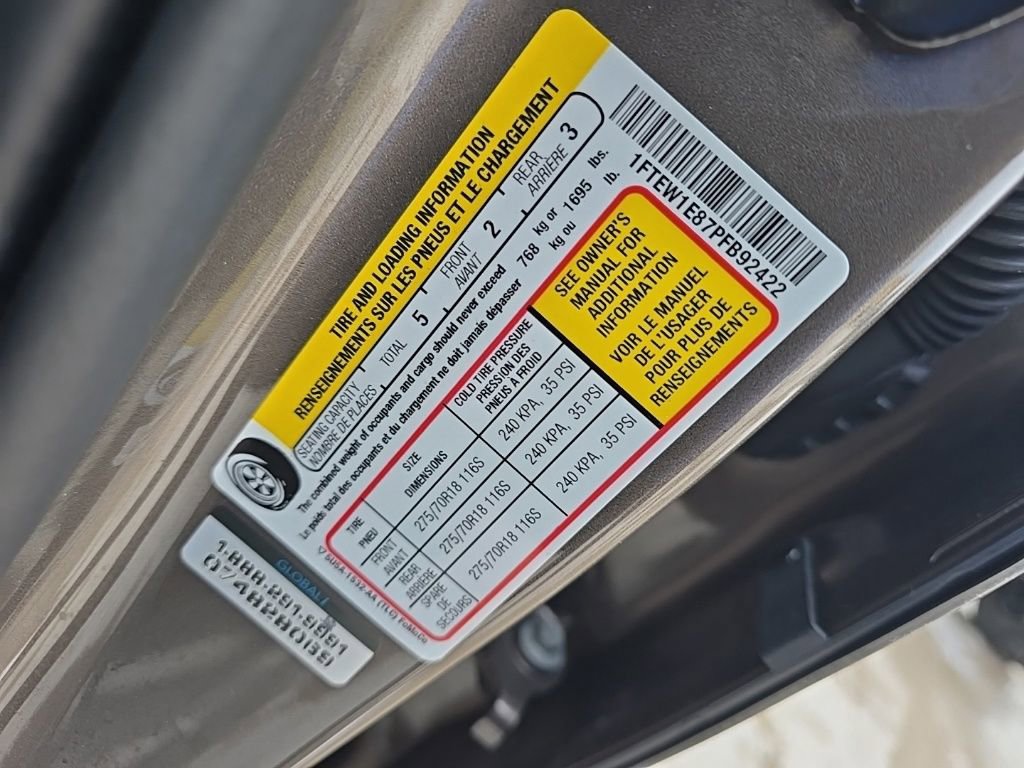 TIRE AND LOADING INFORMATION
RENSEIGNEMENTS SUR LES PNEUS ET LE CHARGEMENT
SEATING CAPACITY TOTAL 5 FRONT 2 REAR 3
NOMBRE DE PLACES AVANT ARRIÈRE
The combined weight of occupants and cargo should never exceed 768 kg or 1695 lbs.
Le poids total des occupants et du chargement ne doit jamais dépasser kg ou lb.
TIRE SIZE COLD TIRE PRESSURE
PNEU DIMENSIONS PRESSION DES
PNEUS A FROID
FRONT
AVANT 275/70R18 116S 240 KPA, 35 PSI
REAR
ARRIÈRE 275/70R18 116S 240 KPA, 35 PSI
SPARE
DE
SECOURS 275/70R18 116S 240 KPA, 35 PSI
SEE OWNER'S
MANUAL FOR
ADDITIONAL
INFORMATION
VOIR LE MANUEL
DE L'USAGER
POUR PLUS DE
RENSEIGNEMENTS
1FTEW1E87PFB92422
GLOBALI
1-888-291-9891